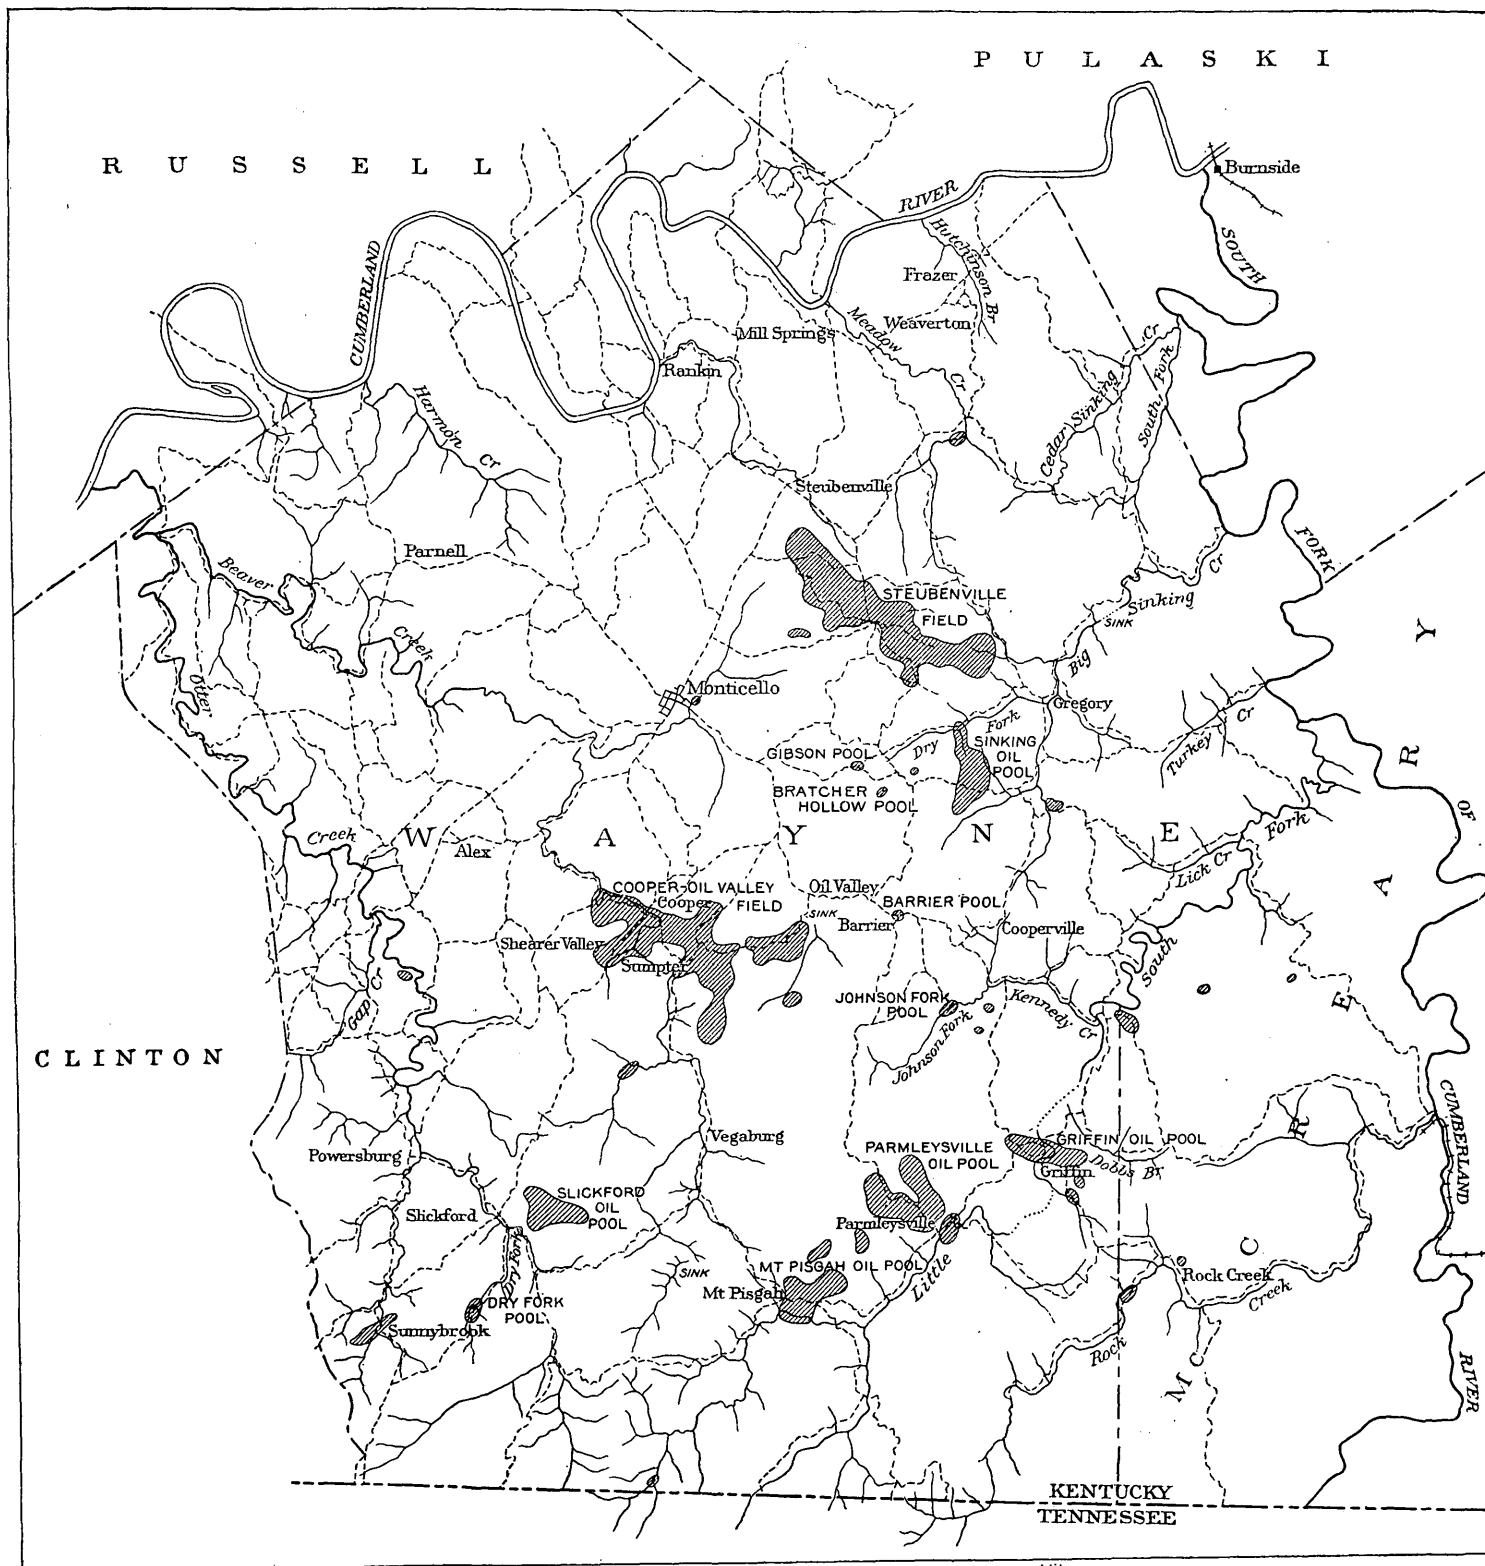 PULASKI
RUSSELL
Burnside
RIVER
CUMBERLAND
SOUTH
Hutchinson Br
Frazer
Weaverton
Meadow
Cr
Mill Springs
Rankin
Harmon
Cr
Cedar Sinking
Cr
South Fork
Steubenville
Parnell
FORK
Beaver
Creek
Otter
Creek
STEUBENVILLE
FIELD
Big
Sinking
Cr
SINK
Monticello
Gregory
Turkey
Cr
Dry
Fork
GIBSON POOL
SINKING
OIL
POOL
BRATCHER
HOLLOW POOL
WAYNE
Alex
Lick Cr
Fork
OF
COOPER-OIL VALLEY
FIELD
Cooper
Oil Valley
SINK
Barrier
BARRIER POOL
Cooperville
Shearer Valley
Sumpter
South
Gap Cr
JOHNSON FORK
POOL
Johnson Fork
Kennedy
Cr
CLINTON
McCREARY
CUMBERLAND
Vegaburg
Powersburg
PARMLEYSVILLE
OIL POOL
GRIFFIN OIL POOL
Griffin
Dobbs Br
SLICKFORD
OIL
POOL
Slickford
Parmleysville
Dry Fork
SINK
MT PISGAH OIL POOL
Mt Pisgah
Little
Rock Creek
Creek
DRY FORK
POOL
Sunnybrook
Rock
RIVER
KENTUCKY
TENNESSEE